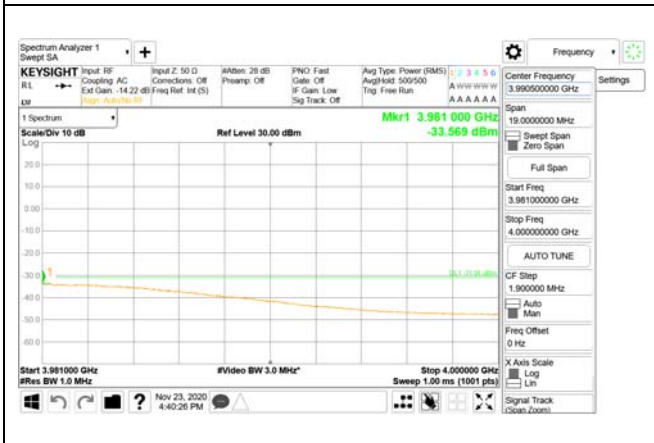 Spectrum Analyzer 1
Swept SA
+
Frequency
KEYSIGHT
RL
Input: RF
Coupling: AC
Ext Gain: -14.22 dB
Align: Auto/No RF
Input Z: 50 Ω
Corrections: Off
Freq Ref: Int (S)
#Atten: 28 dB
Preamp: Off
PNO: Fast
Gate: Off
IF Gain: Low
Sig Track: Off
Avg Type: Power (RMS)
Avg|Hold: 500/500
Trig: Free Run
1 2 3 4 5 6
A W W W W W
A A A A A A
Center Frequency
3.990500000 GHz
Settings
Span
19.0000000 MHz
Swept Span
Zero Span
Full Span
Start Freq
3.981000000 GHz
Stop Freq
4.000000000 GHz
AUTO TUNE
CF Step
1.900000 MHz
Auto
Man
Freq Offset
0 Hz
X Axis Scale
Log
Lin
Signal Track
(Span Zoom)
1 Spectrum
Scale/Div 10 dB
Ref Level 30.00 dBm
Mkr1 3.981 000 GHz
-33.569 dBm
Log
20.0
10.0
0.00
-10.0
-20.0
-30.0
-40.0
-50.0
-60.0
1
Start 3.981000 GHz
#Video BW 3.0 MHz*
Stop 4.000000 GHz
#Res BW 1.0 MHz
Sweep 1.00 ms (1001 pts)
?
Nov 23, 2020
4:40:26 PM